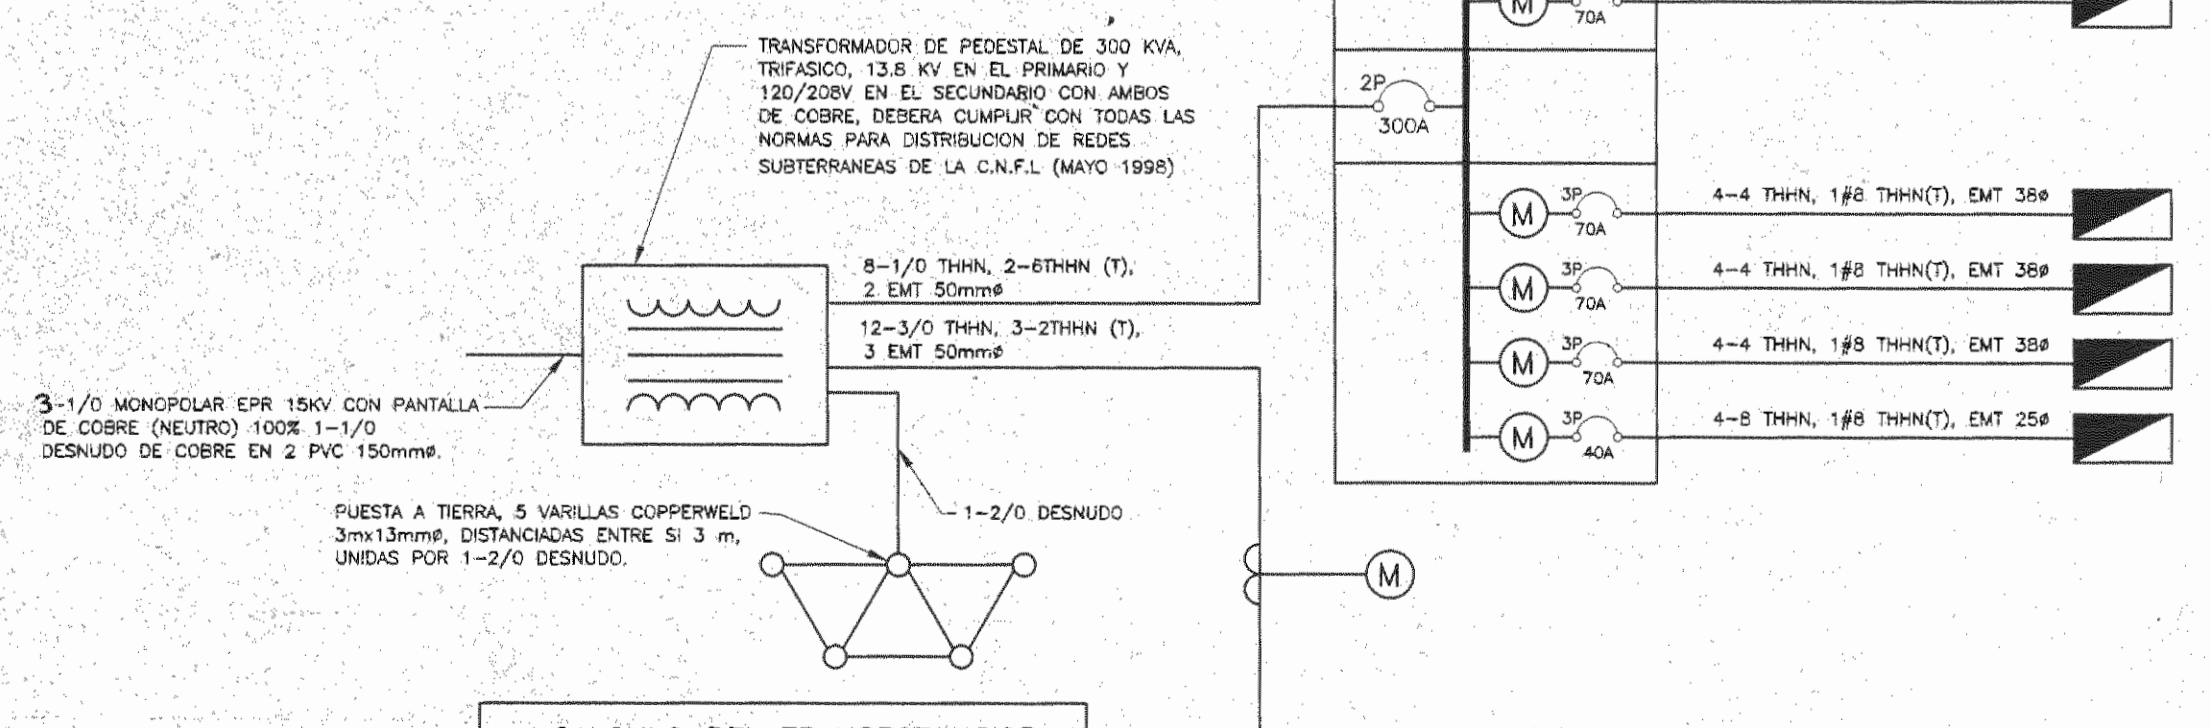 TRANSFORMADOR DE PEDESTAL DE 300 KVA,
TRIFASICO, 13.8 KV EN EL PRIMARIO Y
120/208V EN EL SECUNDARIO CON AMBOS
DE COBRE, DEBERA CUMPLIR CON TODAS LAS
NORMAS PARA DISTRIBUCION DE REDES
SUBTERRANEAS DE LA C.N.F.L (MAYO 1998)
8-1/0 THHN, 2-6THHN (T),
2 EMT 50mmø
12-3/0 THHN, 3-2THHN (T),
3 EMT 50mmø
3-1/0 MONOPOLAR EPR 15KV CON PANTALLA
DE COBRE (NEUTRO) 100% 1-1/0
DESNUDO DE COBRE EN 2 PVC 150mmø.
PUESTA A TIERRA, 5 VARILLAS COPPERWELD
3mx13mmø, DISTANCIADAS ENTRE SI 3 m,
UNIDAS POR 1-2/0 DESNUDO.
1-2/0 DESNUDO
M
70A
2P
300A
M 3P 70A 4-4 THHN, 1#8 THHN(T), EMT 38ø
M 3P 70A 4-4 THHN, 1#8 THHN(T), EMT 38ø
M 3P 70A 4-4 THHN, 1#8 THHN(T), EMT 38ø
M 3P 40A 4-8 THHN, 1#8 THHN(T), EMT 25ø
M